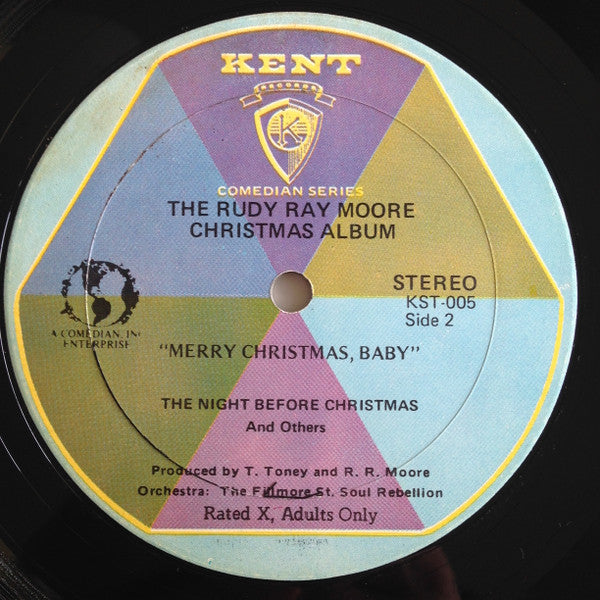 KENT
RECORDS
K
COMEDIAN SERIES
THE RUDY RAY MOORE
CHRISTMAS ALBUM
STEREO
KST-005
Side 2
A COMEDIAN, INC
ENTERPRISE
"MERRY CHRISTMAS, BABY"
THE NIGHT BEFORE CHRISTMAS
And Others
Produced by T. Toney and R. R. Moore
Orchestra: The Fillmore St. Soul Rebellion
Rated X, Adults Only